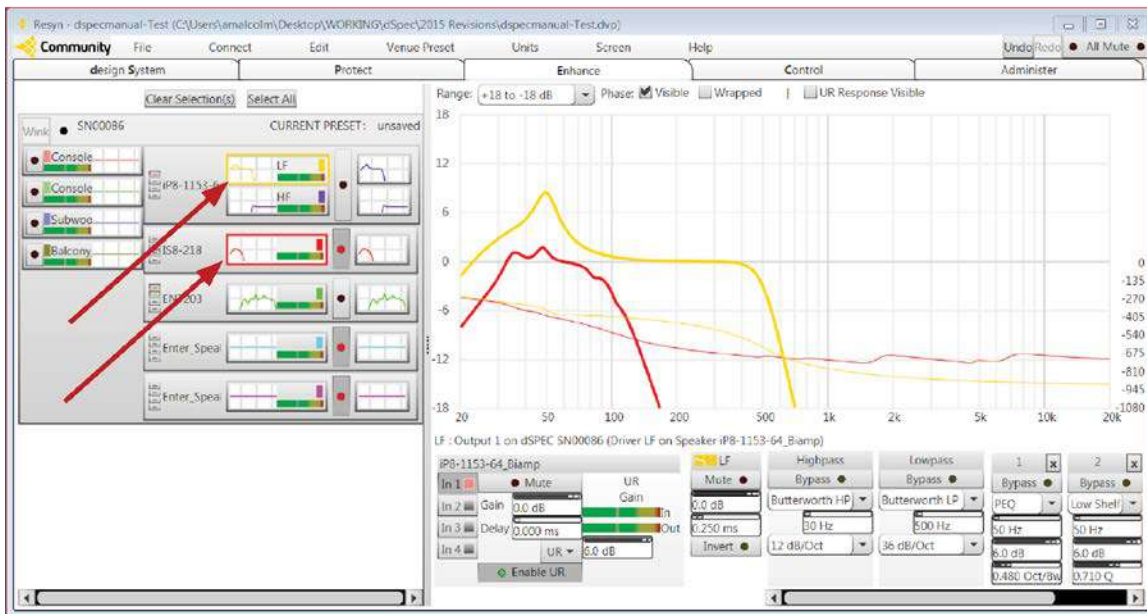 Resyn - dspecmanual-Test (C:\Users\amalcolm\Desktop\WORKING\dSpec\2015 Revisions\dspecmanual-Test.dvp)
Community File Connect Edit Venue Preset Units Screen Help Undo Redo All Mute
design System Protect Enhance Control Administer
Clear Selection(s) Select All
Range: +18 to -18 dB Phase: Visible Wrapped | UR Response Visible
Wink SN00086 CURRENT PRESET: unsaved
Console
Console
Subwoo
Balcony
iP8-1153-6 LF
HF
IS8-218
ENT203
Enter_Speal
Enter_Speal
18
12
6
0
-6
-12
-18
0
-135
-270
-405
-540
-675
-810
-945
-1080
20 50 100 200 500 1k 2k 5k 10k 20k
LF : Output 1 on dSPEC SN00086 (Driver LF on Speaker iP8-1153-64_Biamp)
iP8-1153-64_Biamp
In 1 Mute UR
In 2 Gain 0.0 dB Gain In
In 3 Delay 0.000 ms Out
In 4 UR 6.0 dB
Enable UR
LF
Mute
0.0 dB
0.250 ms
Invert
Highpass
Bypass
Butterworth HP
30 Hz
12 dB/Oct
Lowpass
Bypass
Butterworth LP
500 Hz
36 dB/Oct
1 x
Bypass
PEQ
50 Hz
6.0 dB
0.480 Oct/Bw
2 x
Bypass
Low Shelf
50 Hz
6.0 dB
0.710 Q